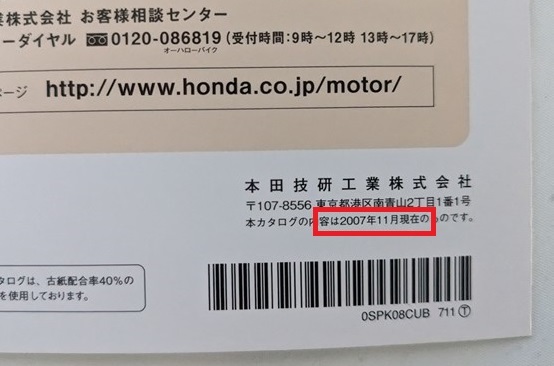 業株式会社 お客様相談センター
ーダイヤル 0120-086819(受付時間:9時〜12時 13時〜17時)
オーハローバイク
ページ http://www.honda.co.jp/motor/
本田技研工業株式会社
〒107-8556 東京都港区南青山2丁目1番1号
本カタログの内容は2007年11月現在のものです。
タログは、古紙配合率40%の
を使用しております。
0SPK08CUB 711 Ⓣ